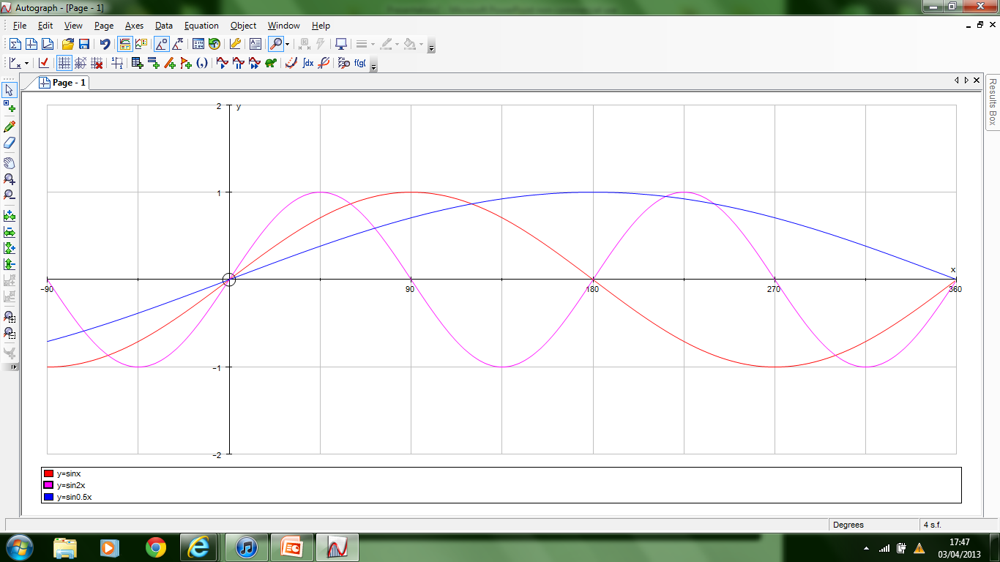 Autograph - [Page - 1]
File Edit View Page Axes Data Equation Object Window Help
Page - 1
Results Box
2 y
1
x
-90 90 180 270 360
-1
-2
y=sinx
y=sin2x
y=sin0.5x
Degrees 4 s.f.
17:47
03/04/2013